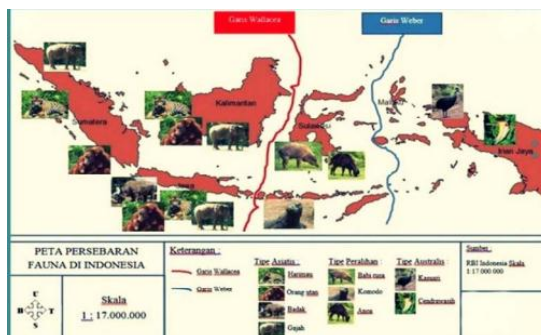 Garis Wallacea
Garis Weber
Kalimantan
Sumatera
Sulawesi
Irian Jaya
PETA PERSEBARAN
FAUNA DI INDONESIA
U
B
T
S
Skala
1 : 17.000.000
Keterangan :
Garis Wallacea
Garis Weber
Tipe Asiatis :
Harimau
Orang utan
Badak
Gajah
Tipe Peralihan :
Babi rusa
Komodo
Anoa
Tipe Australis :
Kasuari
Cendrawasih
Sumber :
RBI Indonesia Skala
1:17.000.000